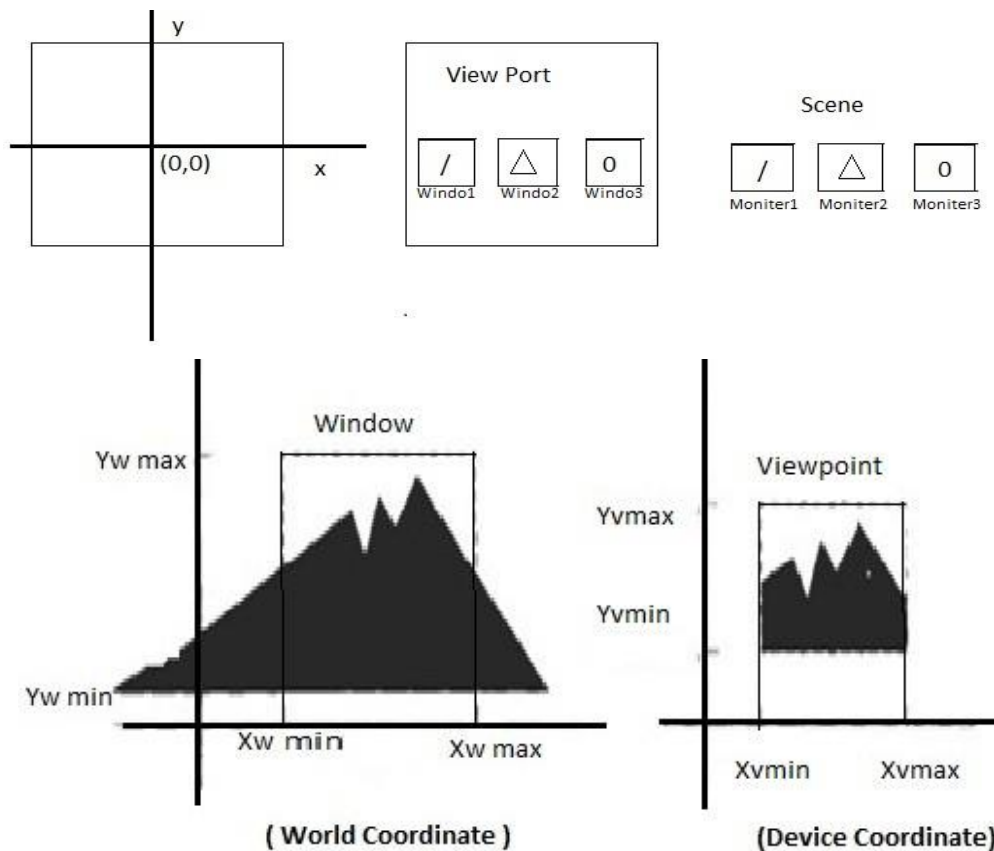 y
(0,0)
x
View Port
/ △ 0
Windo1 Windo2 Windo3
Scene
/ △ 0
Moniter1 Moniter2 Moniter3
Window
Yw max
Yw min
Xw min
Xw max
( World Coordinate )
Viewpoint
Yvmax
Yvmin
Xvmin Xvmax
(Device Coordinate)